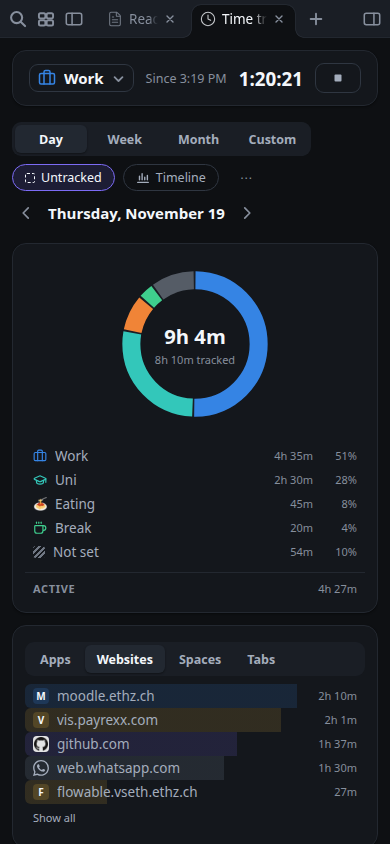 Read Time tr
Work Since 3:19 PM 1:20:21
Day Week Month Custom
Untracked Timeline ...
Thursday, November 19
9h 4m
8h 10m tracked
Work 4h 35m 51%
Uni 2h 30m 28%
Eating 45m 8%
Break 20m 4%
Not set 54m 10%
ACTIVE 4h 27m
Apps Websites Spaces Tabs
M moodle.ethz.ch 2h 10m
V vis.payrexx.com 2h 1m
github.com 1h 37m
web.whatsapp.com 1h 30m
F flowable.vseth.ethz.ch 27m
Show all